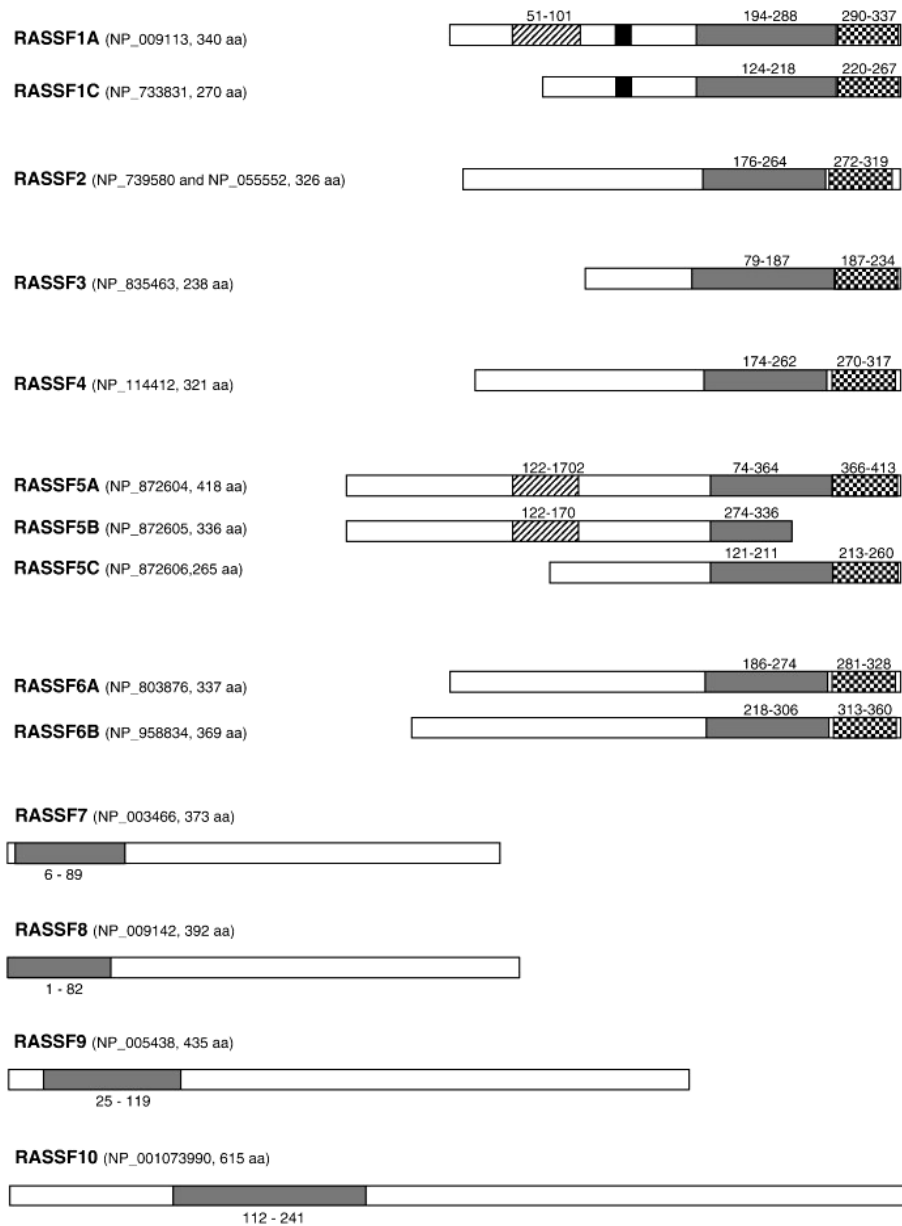 51-101 194-288 290-337
RASSF1A (NP_009113, 340 aa)
124-218 220-267
RASSF1C (NP_733831, 270 aa)
176-264 272-319
RASSF2 (NP_739580 and NP_055552, 326 aa)
79-187 187-234
RASSF3 (NP_835463, 238 aa)
174-262 270-317
RASSF4 (NP_114412, 321 aa)
122-1702 74-364 366-413
RASSF5A (NP_872604, 418 aa)
122-170 274-336
RASSF5B (NP_872605, 336 aa)
121-211 213-260
RASSF5C (NP_872606,265 aa)
186-274 281-328
RASSF6A (NP_803876, 337 aa)
218-306 313-360
RASSF6B (NP_958834, 369 aa)
RASSF7 (NP_003466, 373 aa)
6 - 89
RASSF8 (NP_009142, 392 aa)
1 - 82
RASSF9 (NP_005438, 435 aa)
25 - 119
RASSF10 (NP_001073990, 615 aa)
112 - 241